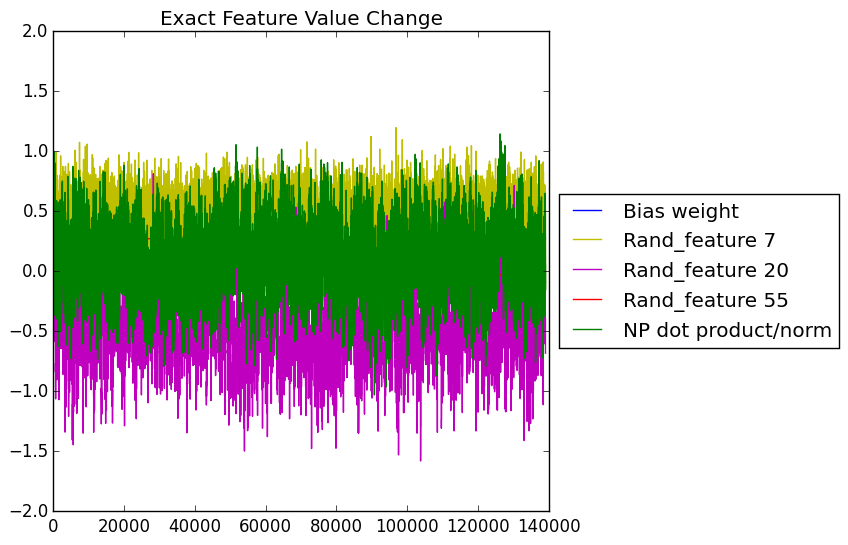 Exact Feature Value Change
2.0
1.5
1.0
0.5
0.0
−0.5
−1.0
−1.5
−2.0
0 20000 40000 60000 80000 100000 120000 140000
Bias weight
Rand_feature 7
Rand_feature 20
Rand_feature 55
NP dot product/norm